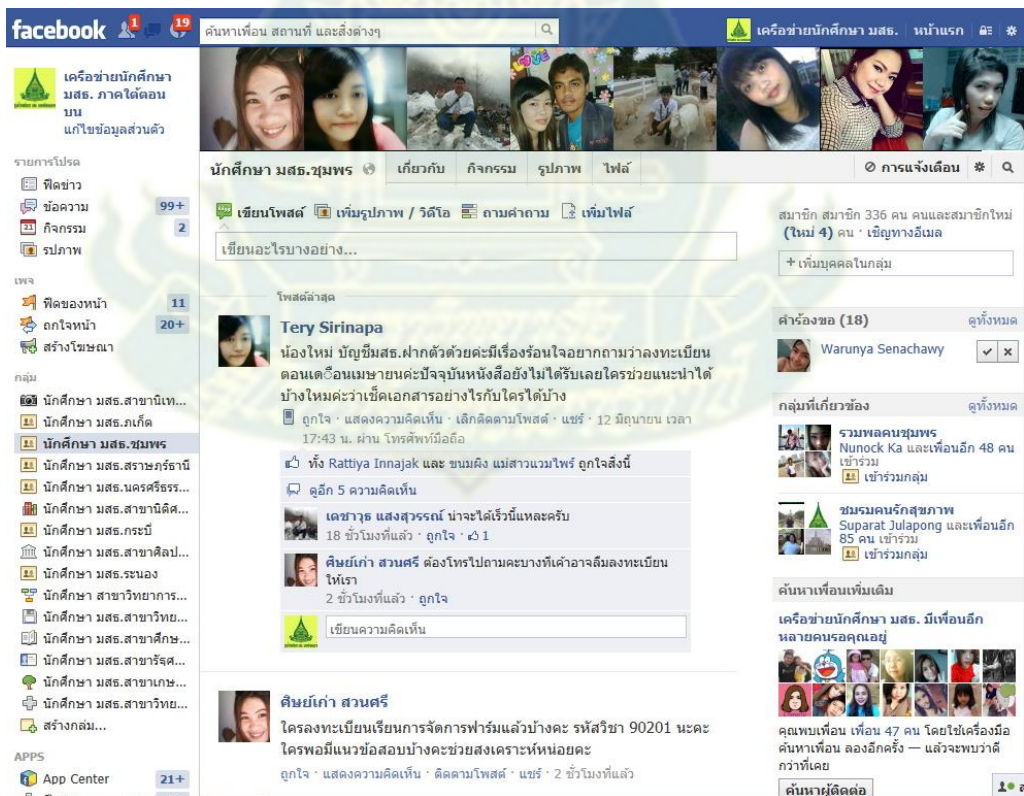 facebook
1
19
ค้นหาเพื่อน สถานที่ และสิ่งต่างๆ
เครือข่ายนักศึกษา มสธ.
หน้าแรก
เครือข่ายนักศึกษา
มสธ. ภาคใต้ตอน
บน
แก้ไขข้อมูลส่วนตัว
รายการโปรด
ฟีดข่าว
ข้อความ 99+
กิจกรรม 2
รูปภาพ
เพจ
ฟีดของหน้า 11
ถูกใจหน้า 20+
สร้างโฆษณา
กลุ่ม
นักศึกษา มสธ.สาขานิเท...
นักศึกษา มสธ.ภูเก็ต
นักศึกษา มสธ.ชุมพร
นักศึกษา มสธ.สุราษฎร์ธานี
นักศึกษา มสธ.นครศรีธรร...
นักศึกษา มสธ.สาขานิติศ...
นักศึกษา มสธ.กระบี่
นักศึกษา มสธ.สาขาศิลป...
นักศึกษา มสธ.ระนอง
นักศึกษา สาขาวิทยาการ...
นักศึกษา มสธ.สาขาวิทย...
นักศึกษา มสธ.สาขาศึกษ...
นักศึกษา มสธ.สาขารัฐศ...
นักศึกษา มสธ.สาขาเกษ...
นักศึกษา มสธ.สาขาวิทย...
สร้างกลุ่ม...
APPS
App Center 21+
นักศึกษา มสธ.ชุมพร
เกี่ยวกับ
กิจกรรม
รูปภาพ
ไฟล์
การแจ้งเตือน
เขียนโพสต์ เพิ่มรูปภาพ / วิดีโอ ถามคำถาม เพิ่มไฟล์
เขียนอะไรบางอย่าง...
โพสต์ล่าสุด
Tery Sirinapa
น้องใหม่ บัญชีมสธ.ฝากตัวด้วยค่ะมีเรื่องร้อนใจอยากถามว่าลงทะเบียน
ตอนเดือนเมษายนค่ะปัจจุบันหนังสือยังไม่ได้รับเลยใครช่วยแนะนำได้
บ้างไหมค่ะว่าเช็คเอกสารอย่างไรกับใครได้บ้าง
ถูกใจ · แสดงความคิดเห็น · เลิกติดตามโพสต์ · แชร์ · 12 มิถุนายน เวลา
17:43 น. ผ่าน โทรศัพท์มือถือ
ทั้ง Rattiya Innajak และ ขนมผิง แม่สาวแวมไพร์ ถูกใจสิ่งนี้
ดูอีก 5 ความคิดเห็น
เดชาวุธ แสงสุวรรณ์ น่าจะได้เร็วนี้แหละครับ
18 ชั่วโมงที่แล้ว · ถูกใจ · 1
ศิษย์เก่า สวนศรี ต้องโทรไปถามคะบางที่เค้าอาจลืมลงทะเบียน
ให้เรา
2 ชั่วโมงที่แล้ว · ถูกใจ
เขียนความคิดเห็น
ศิษย์เก่า สวนศรี
ใครลงทะเบียนเรียนการจัดการฟาร์มแล้วบ้างคะ รหัสวิชา 90201 นะคะ
ใครพอมีแนวข้อสอบบ้างคะช่วยสงเคราะห์หน่อยคะ
ถูกใจ · แสดงความคิดเห็น · ติดตามโพสต์ · แชร์ · 2 ชั่วโมงที่แล้ว
สมาชิก สมาชิก 336 คน คนและสมาชิกใหม่
(ใหม่ 4) คน · เชิญทางอีเมล
+ เพิ่มบุคคลในกลุ่ม
คำร้องขอ (18) ดูทั้งหมด
Warunya Senachawy
กลุ่มที่เกี่ยวข้อง ดูทั้งหมด
รวมพลคนชุมพร
Nunock Ka และเพื่อนอีก 48 คน
เข้าร่วม
เข้าร่วมกลุ่ม
ชมรมคนรักสุขภาพ
Suparat Julapong และเพื่อนอีก
85 คน เข้าร่วม
เข้าร่วมกลุ่ม
ค้นหาเพื่อนเพิ่มเติม
เครือข่ายนักศึกษา มสธ. มีเพื่อนอีก
หลายคนรอคุณอยู่
คุณพบเพื่อน เพื่อน 47 คน โดยใช้เครื่องมือ
ค้นหาเพื่อน ลองอีกครั้ง — แล้วจะพบว่าดี
กว่าที่เคย
ค้นหาผู้ติดต่อ